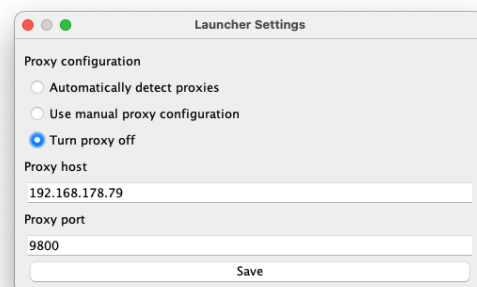 Launcher Settings
Proxy configuration
Automatically detect proxies
Use manual proxy configuration
Turn proxy off
Proxy host
192.168.178.79
Proxy port
9800
Save